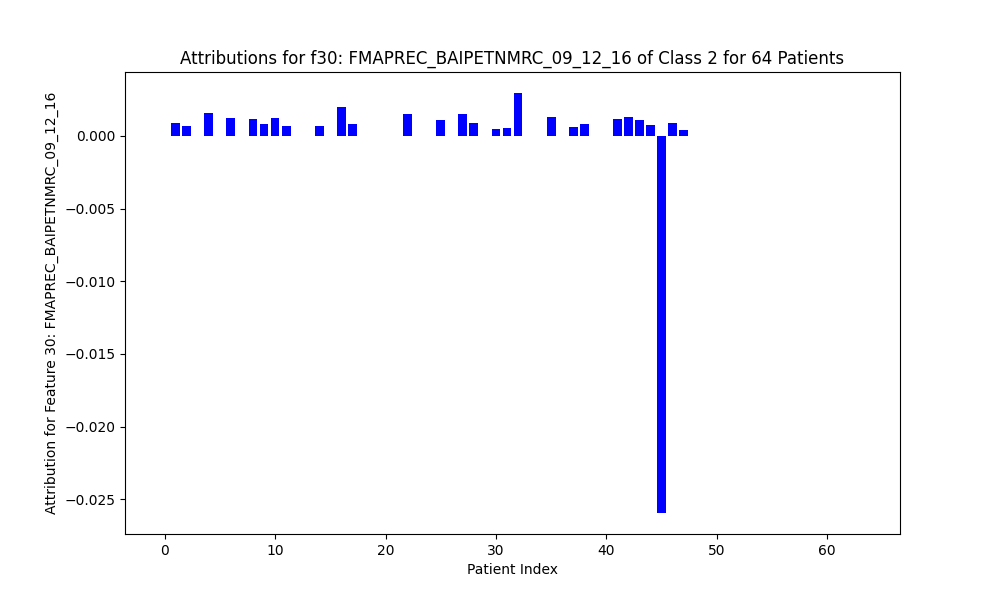 Attributions for f30: FMAPREC_BAIPETNMRC_09_12_16 of Class 2 for 64 Patients
Attribution for Feature 30: FMAPREC_BAIPETNMRC_09_12_16
0.000
−0.005
−0.010
−0.015
−0.020
−0.025
0 10 20 30 40 50 60
Patient Index